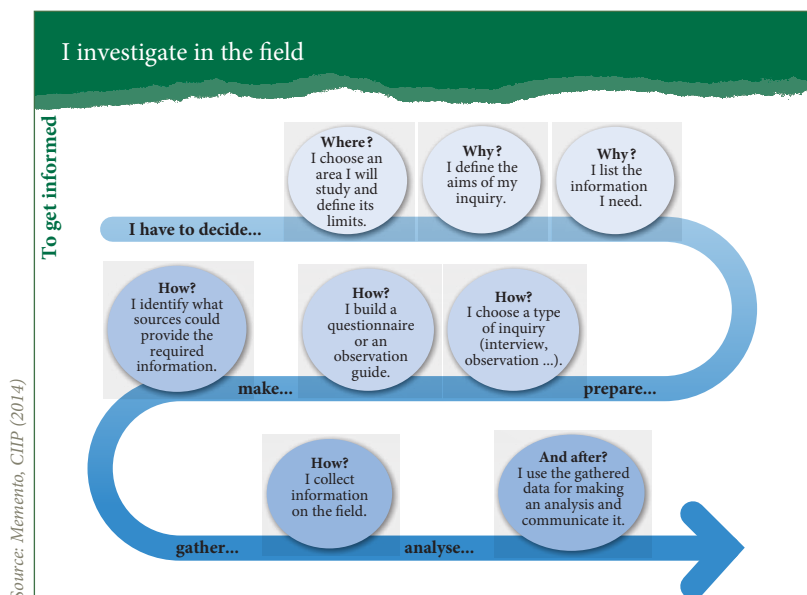 I investigate in the field
To get informed
Where?
I choose an
area I will
study and
define its
limits.
Why?
I define the
aims of my
inquiry.
Why?
I list the
information
I need.
I have to decide...
How?
I identify what
sources could
provide the
required
information.
How?
I build a
questionnaire
or an
observation
guide.
How?
I choose a type
of inquiry
(interview,
observation ...).
make...
prepare...
How?
I collect
information
on the field.
And after?
I use the gathered
data for making
an analysis and
communicate it.
gather...
analyse...
Source: Memento, CIIP (2014)